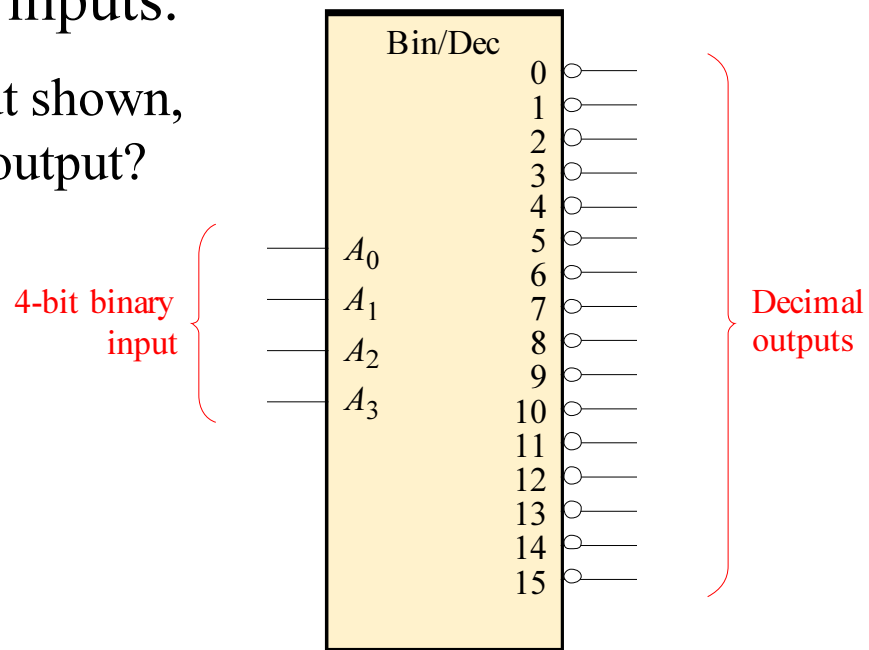 inputs.
shown,
output?
Bin/Dec
0
1
2
3
4
5
6
7
8
9
10
11
12
13
14
15
A0
A1
A2
A3
4-bit binary
input
Decimal
outputs